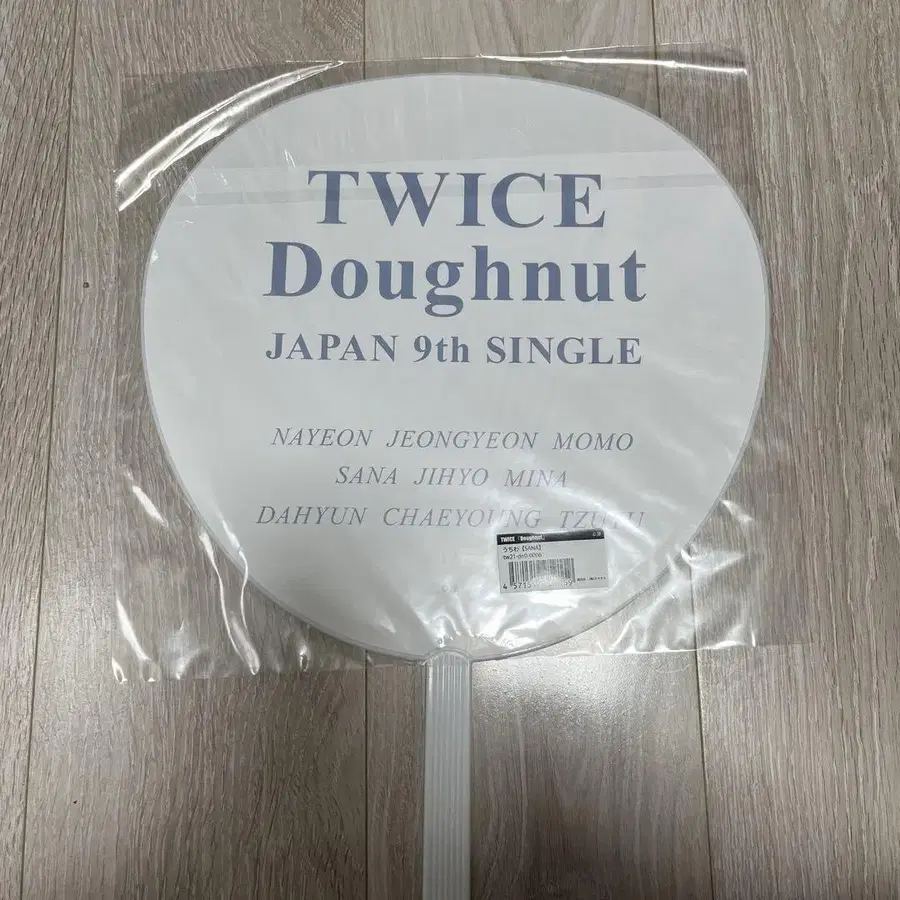 TWICE
Doughnut
JAPAN 9th SINGLE
NAYEON JEONGYEON MOMO
SANA JIHYO MINA
DAHYUN CHAEYOUNG TZUYU
TWICE 『Doughnut』
うちわ【SANA】